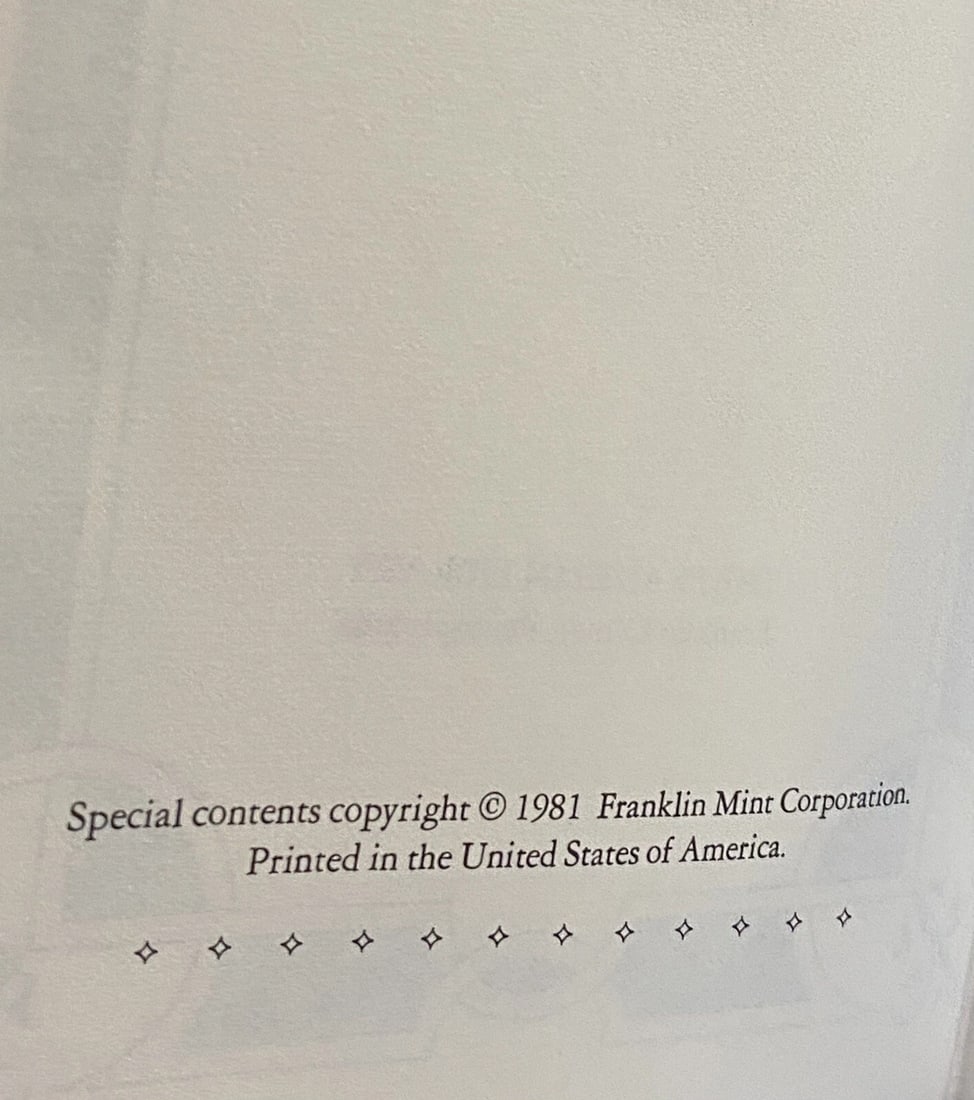 Special contents copyright © 1981 Franklin Mint Corporation.
Printed in the United States of America.